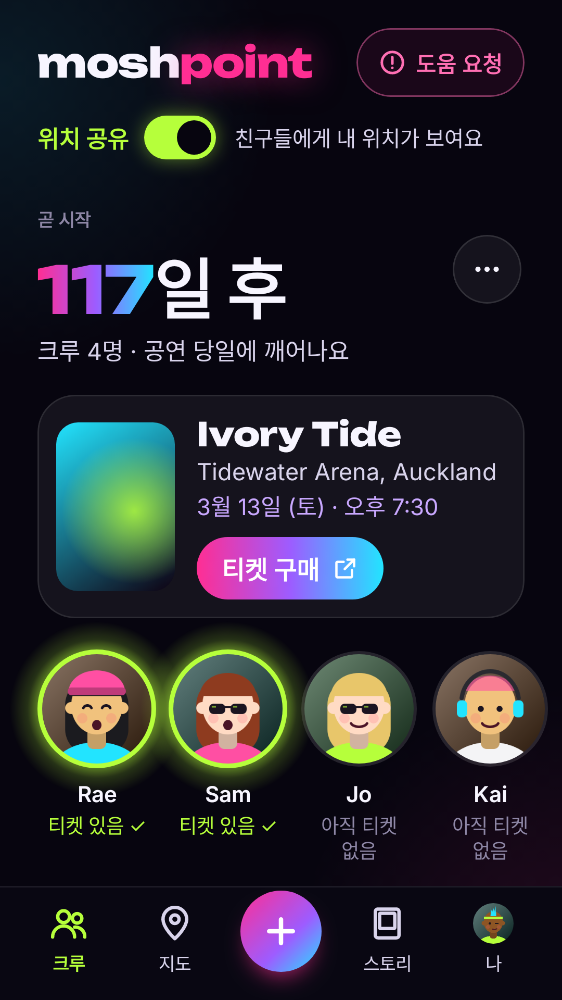 moshpoint
도움 요청
위치 공유
친구들에게 내 위치가 보여요
곧 시작
117일 후
크루 4명 · 공연 당일에 깨어나요
Ivory Tide
Tidewater Arena, Auckland
3월 13일 (토) · 오후 7:30
티켓 구매
Rae
티켓 있음 ✓
Sam
티켓 있음 ✓
Jo
아직 티켓
없음
Kai
아직 티켓
없음
크루
지도
스토리
나